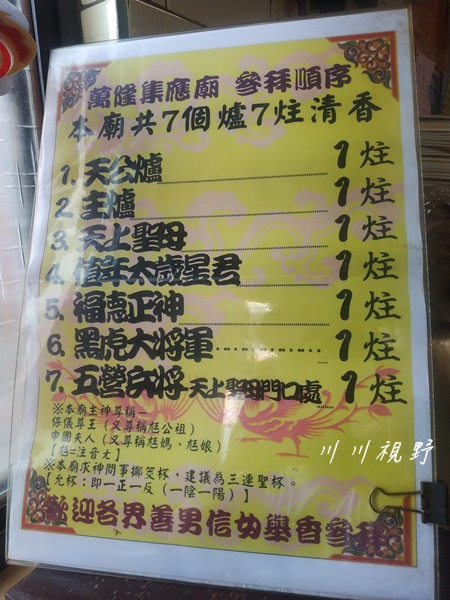 萬隆集應廟 參拜順序
本廟共7個爐7炷清香
1. 天公爐 1炷
2. 主爐 1炷
3. 天上聖母 1炷
4. 值年太歲星君 1炷
5. 福德正神 1炷
6. 黑虎大將軍 1炷
7. 五營兵將 天上聖母門口處 1炷
※本廟主神尊稱－
保儀尊王（又尊稱尪公祖）
申國夫人（又尊稱尪媽、尪娘）
【尪=注音ㄤ】
※本廟求神問事擲筊杯，建議為三連聖杯。
【允杯：即一正一反（一陰一陽）】
歡迎各界善男信女舉香參拜
川川視野